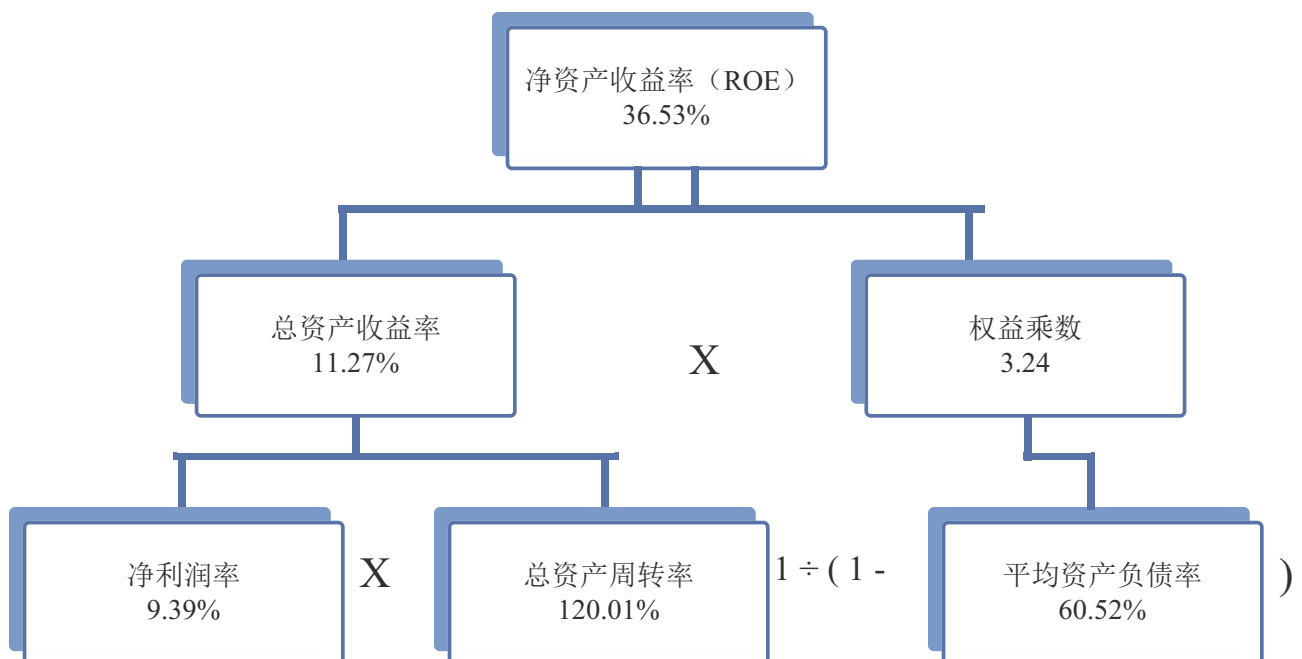 净资产收益率（ROE）
36.53%
总资产收益率
11.27%
X
权益乘数
3.24
净利润率
9.39%
X
总资产周转率
120.01%
1 ÷ ( 1 -
平均资产负债率
60.52%
)